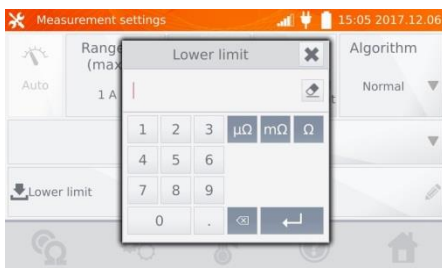 Measurement settings 15:05 2017.12.06
Range Lower limit Algorithm
(max
Auto 1 A t Normal
1 2 3 µΩ mΩ Ω
4 5 6
Lower limit 7 8 9
0 .